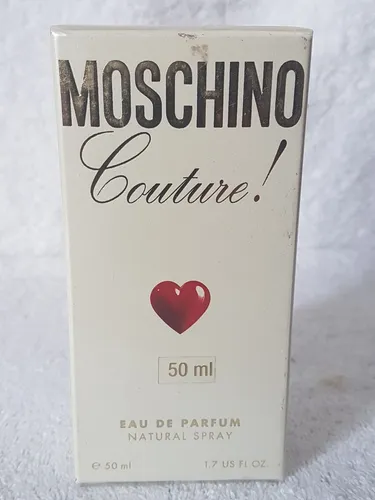 MOSCHINO
Couture!
50 ml
EAU DE PARFUM
NATURAL SPRAY
℮ 50 ml 1.7 US FL OZ.